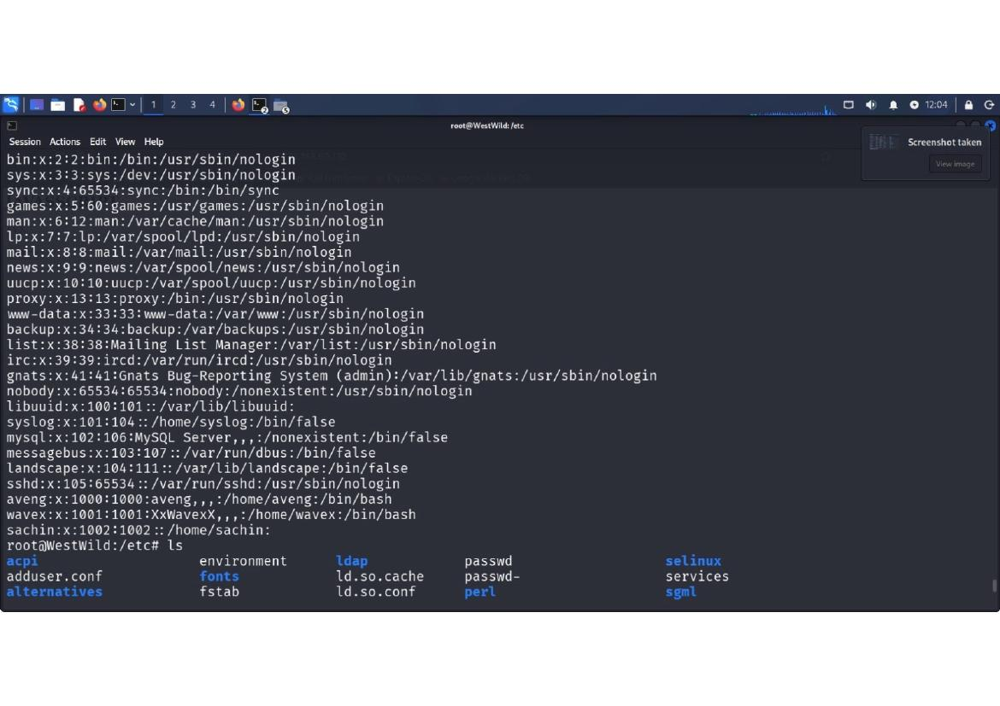 1 2 3 4 2 5 12:04
root@WestWild: /etc
Session Actions Edit View Help
Screenshot taken
View image
bin:x:2:2:bin:/bin:/usr/sbin/nologin
sys:x:3:3:sys:/dev:/usr/sbin/nologin
sync:x:4:65534:sync:/bin:/bin/sync
games:x:5:60:games:/usr/games:/usr/sbin/nologin
man:x:6:12:man:/var/cache/man:/usr/sbin/nologin
lp:x:7:7:lp:/var/spool/lpd:/usr/sbin/nologin
mail:x:8:8:mail:/var/mail:/usr/sbin/nologin
news:x:9:9:news:/var/spool/news:/usr/sbin/nologin
uucp:x:10:10:uucp:/var/spool/uucp:/usr/sbin/nologin
proxy:x:13:13:proxy:/bin:/usr/sbin/nologin
www-data:x:33:33:www-data:/var/www:/usr/sbin/nologin
backup:x:34:34:backup:/var/backups:/usr/sbin/nologin
list:x:38:38:Mailing List Manager:/var/list:/usr/sbin/nologin
irc:x:39:39:ircd:/var/run/ircd:/usr/sbin/nologin
gnats:x:41:41:Gnats Bug-Reporting System (admin):/var/lib/gnats:/usr/sbin/nologin
nobody:x:65534:65534:nobody:/nonexistent:/usr/sbin/nologin
libuuid:x:100:101::/var/lib/libuuid:
syslog:x:101:104::/home/syslog:/bin/false
mysql:x:102:106:MySQL Server,,,:/nonexistent:/bin/false
messagebus:x:103:107::/var/run/dbus:/bin/false
landscape:x:104:111::/var/lib/landscape:/bin/false
sshd:x:105:65534::/var/run/sshd:/usr/sbin/nologin
aveng:x:1000:1000:aveng,,,:/home/aveng:/bin/bash
wavex:x:1001:1001:XxWavexX,,,:/home/wavex:/bin/bash
sachin:x:1002:1002::/home/sachin:
root@WestWild:/etc# ls
acpi environment ldap passwd selinux
adduser.conf fonts ld.so.cache passwd- services
alternatives fstab ld.so.conf perl sgml